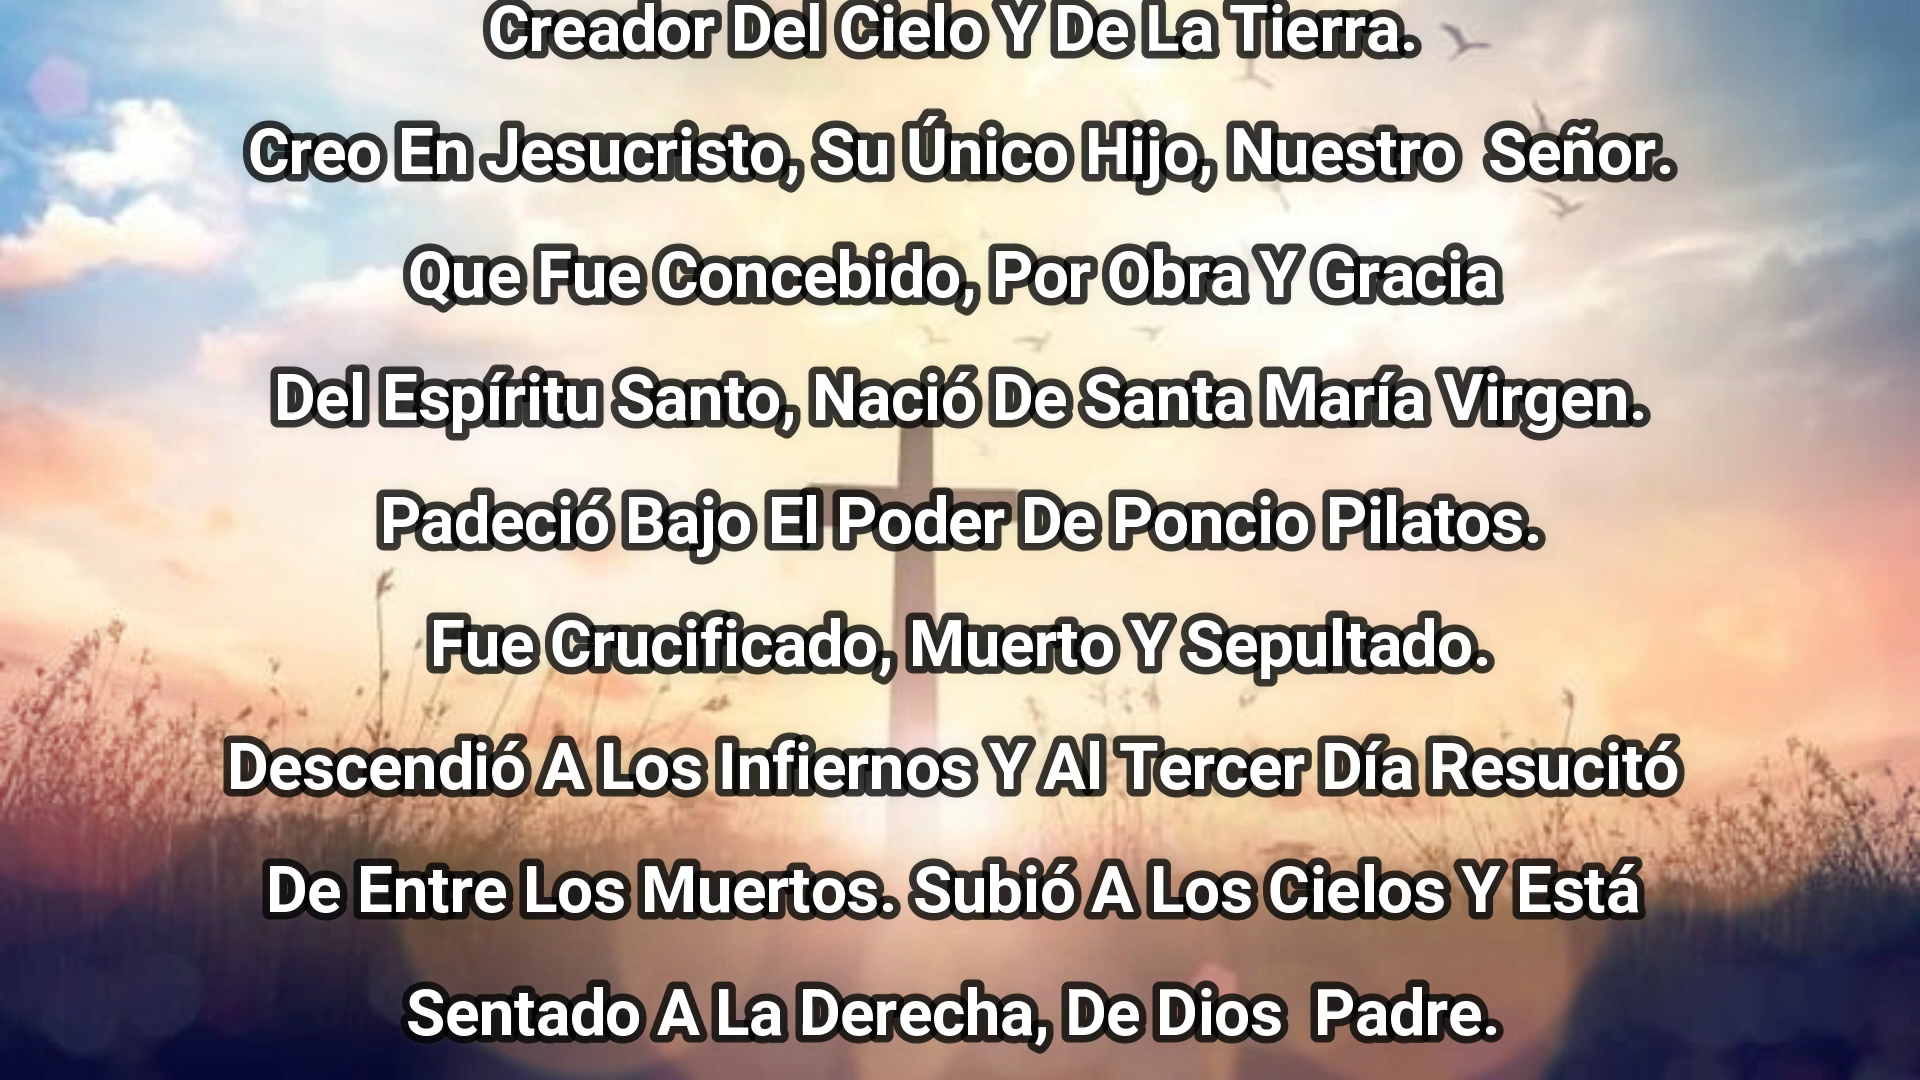 Creador Del Cielo Y De La Tierra.
Creo En Jesucristo, Su Único Hijo, Nuestro  Señor.
Que Fue Concebido, Por Obra Y Gracia
Del Espíritu Santo, Nació De Santa María Virgen.
Padeció Bajo El Poder De Poncio Pilatos.
Fue Crucificado, Muerto Y Sepultado.
Descendió A Los Infiernos Y Al Tercer Día Resucitó
De Entre Los Muertos. Subió A Los Cielos Y Está
Sentado A La Derecha, De Dios  Padre.